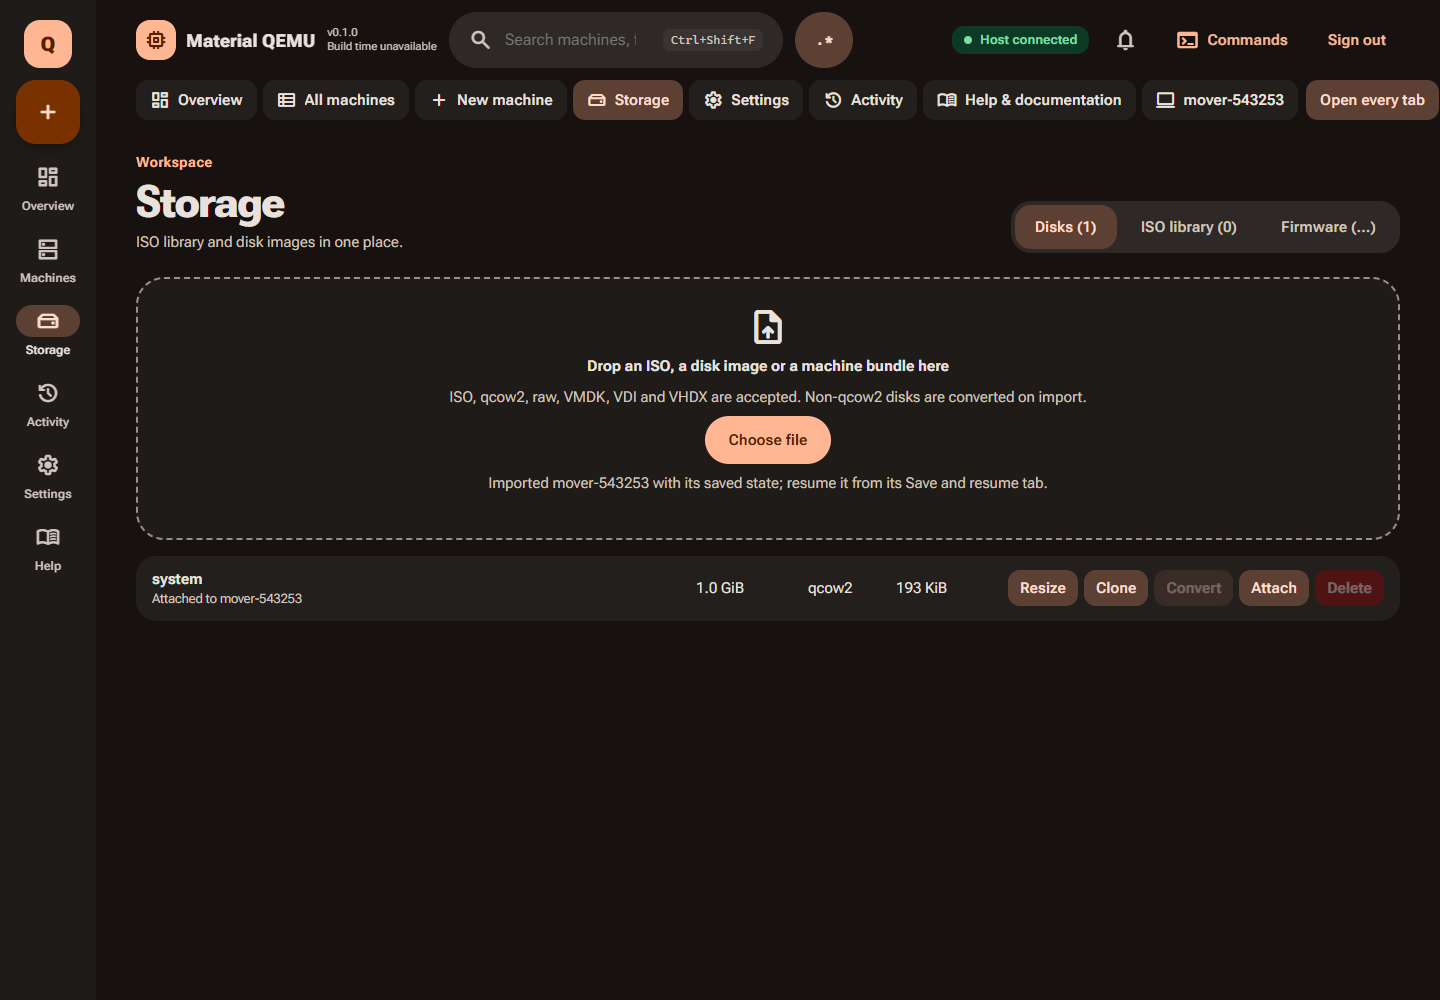 Q
Material QEMU
v0.1.0
Build time unavailable
Search machines,
Ctrl+Shift+F
.*
Host connected
Commands
Sign out
Overview
All machines
New machine
Storage
Settings
Activity
Help & documentation
mover-543253
Open every tab
+
Overview
Machines
Storage
Activity
Settings
Help
Workspace
Storage
ISO library and disk images in one place.
Disks (1)
ISO library (0)
Firmware (...)
Drop an ISO, a disk image or a machine bundle here
ISO, qcow2, raw, VMDK, VDI and VHDX are accepted. Non-qcow2 disks are converted on import.
Choose file
Imported mover-543253 with its saved state; resume it from its Save and resume tab.
system
Attached to mover-543253
1.0 GiB
qcow2
193 KiB
Resize
Clone
Convert
Attach
Delete